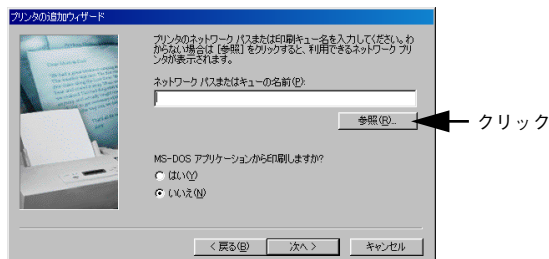 プリンタの追加ウィザード
プリンタのネットワーク パスまたは印刷キュー名を入力してください。わ
からない場合は [参照] をクリックすると、利用できるネットワーク プリ
ンタが表示されます。
ネットワーク パスまたはキューの名前(P):
参照(R)...
クリック
MS-DOS アプリケーションから印刷しますか?
はい(Y)
いいえ(N)
< 戻る(B)
次へ >
キャンセル